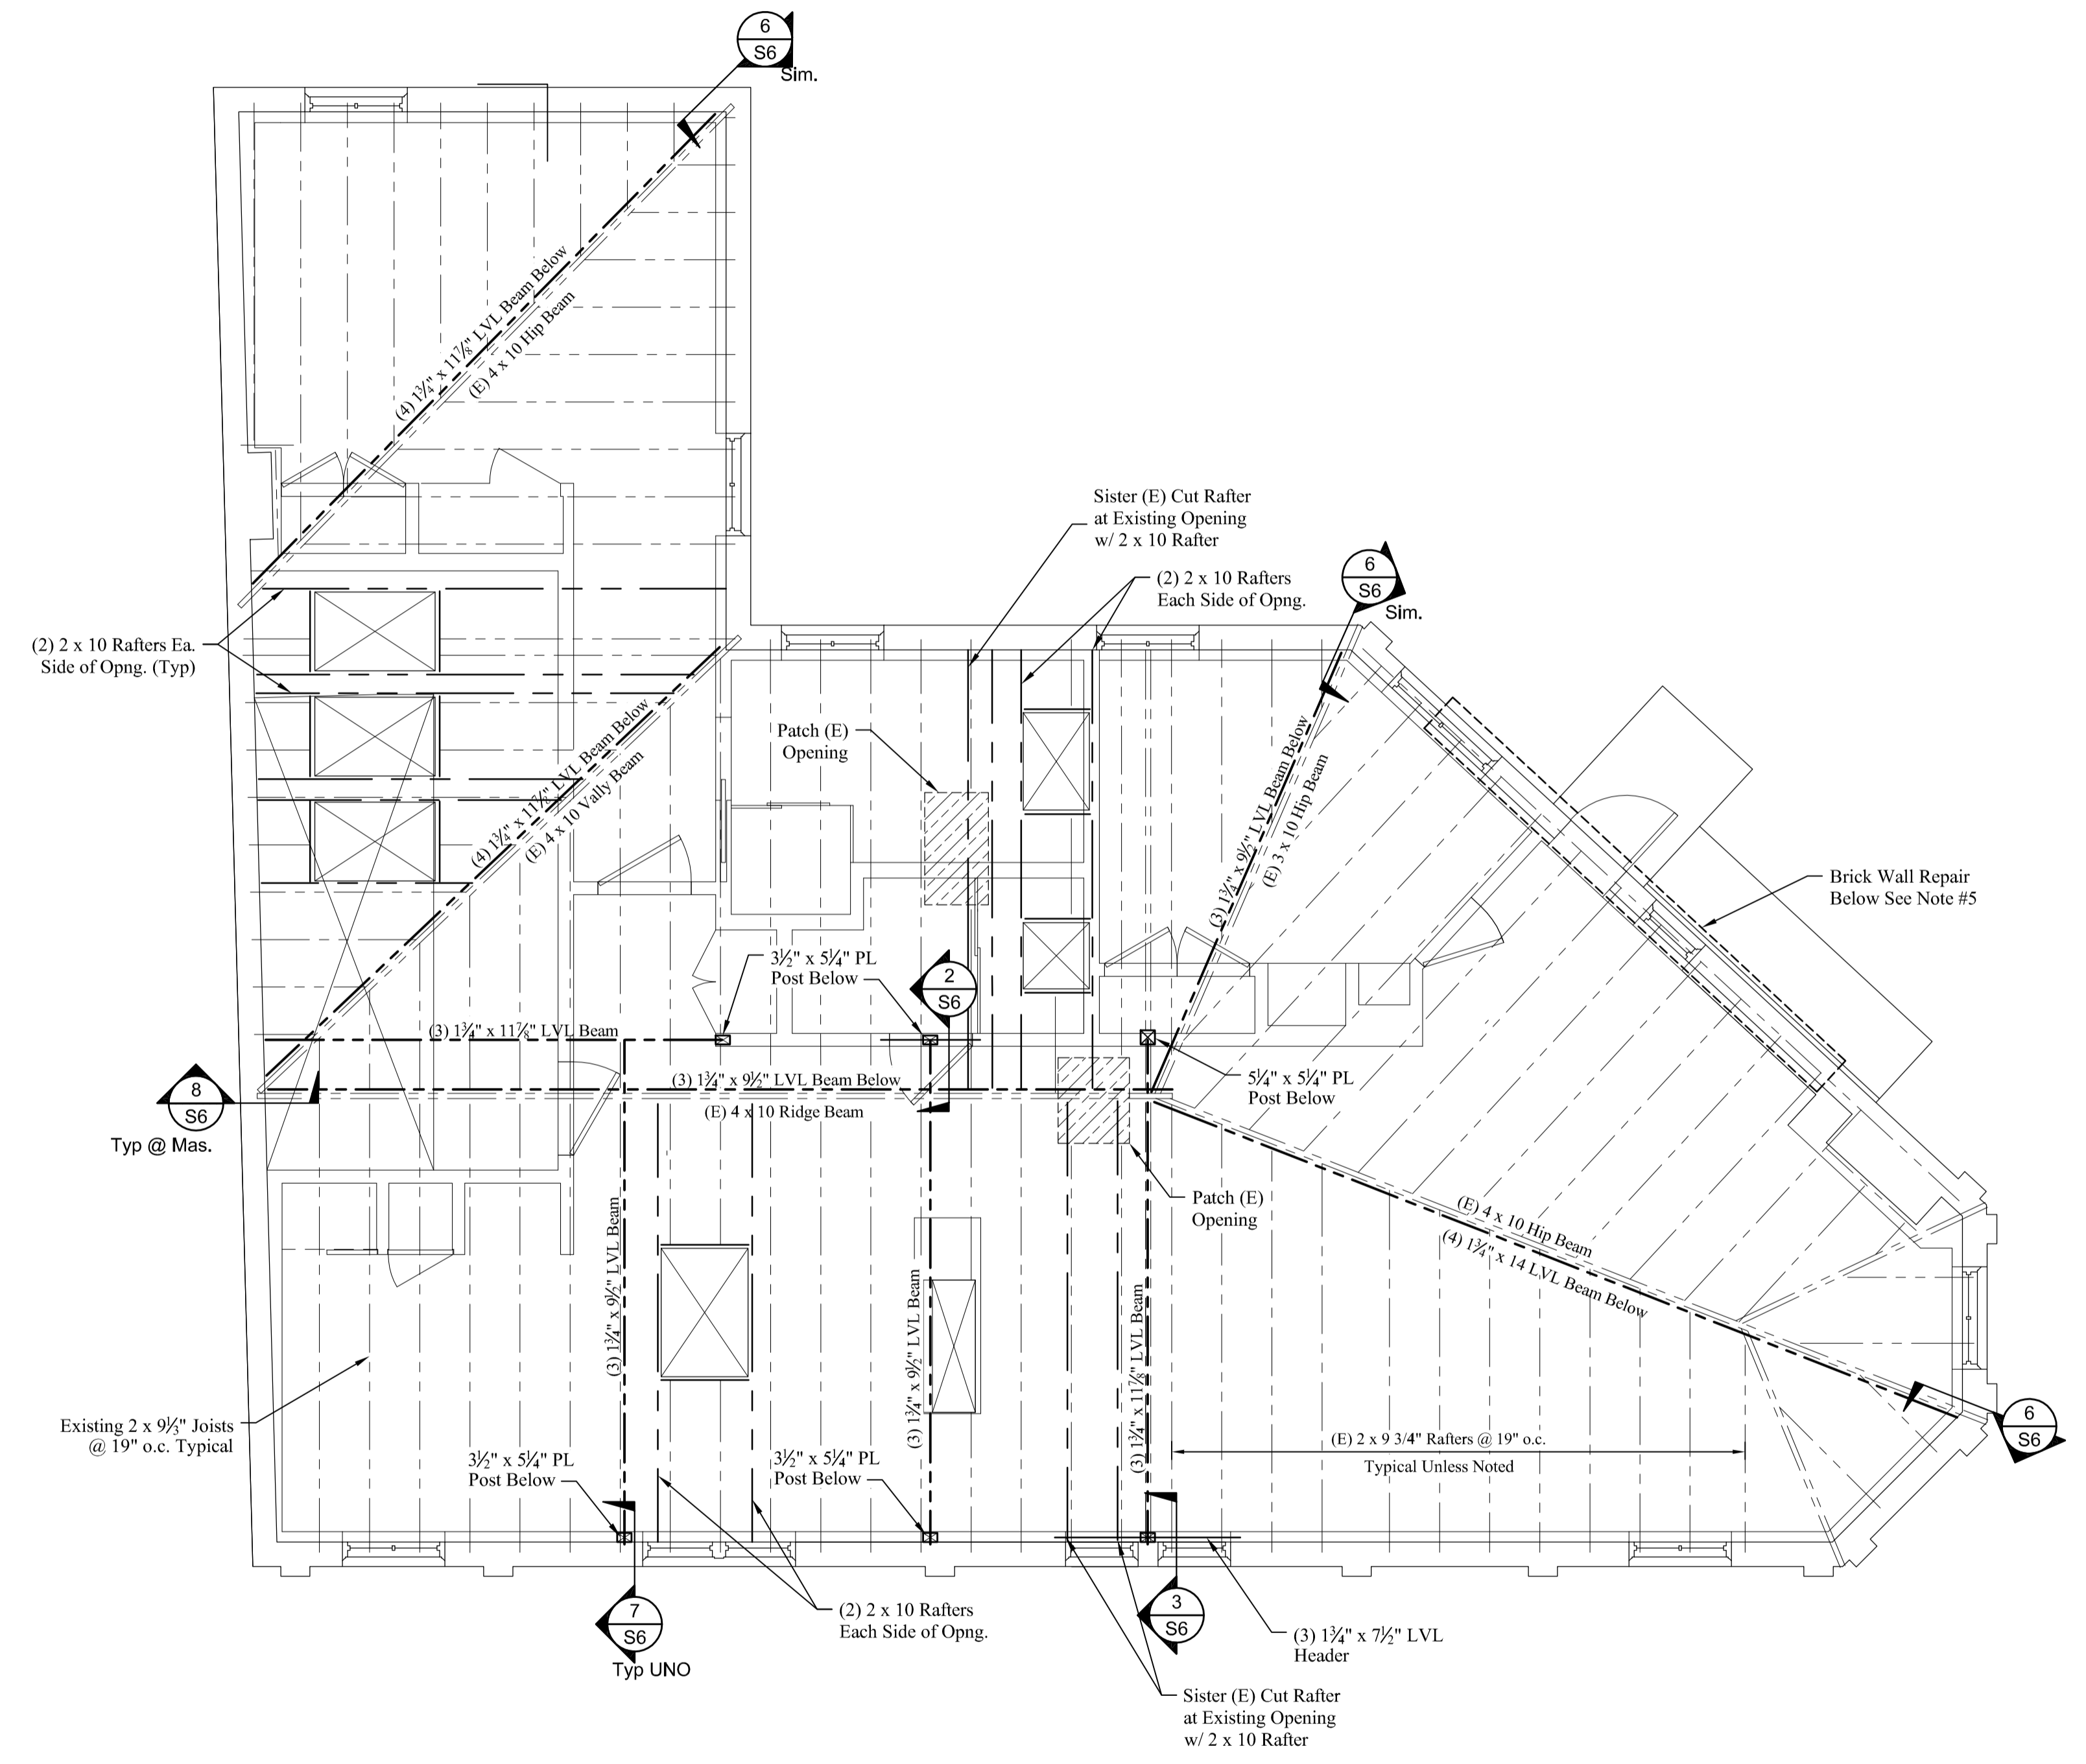 6
S6
Sim.
(4) 1¾" x 11⅞" LVL Beam Below
(E) 4 x 10 Hip Beam
Sister (E) Cut Rafter
at Existing Opening
w/ 2 x 10 Rafter
6
S6
Sim.
(2) 2 x 10 Rafters
Each Side of Opng.
(2) 2 x 10 Rafters Ea.
Side of Opng. (Typ)
(4) 1¾" x 11⅞" LVL Beam Below
(E) 4 x 10 Vally Beam
Patch (E)
Opening
(3) 1¾" x 9½" LVL Beam Below
(E) 3 x 10 Hip Beam
Brick Wall Repair
Below See Note #5
3½" x 5¼" PL
Post Below
2
S6
(3) 1¾" x 11⅞" LVL Beam
8
S6
Typ @ Mas.
(3) 1¾" x 9½" LVL Beam Below
(E) 4 x 10 Ridge Beam
5¼" x 5¼" PL
Post Below
Patch (E)
Opening
(E) 4 x 10 Hip Beam
(4) 1¾" x 14 LVL Beam Below
(3) 1¾" x 9½" LVL Beam
(3) 1¾" x 9½" LVL Beam
(3) 1¾" x 11⅞" LVL Beam
Existing 2 x 9⅓" Joists
@ 19" o.c. Typical
3½" x 5¼" PL
Post Below
3½" x 5¼" PL
Post Below
(E) 2 x 9 3/4" Rafters @ 19" o.c.
Typical Unless Noted
6
S6
7
S6
Typ UNO
(2) 2 x 10 Rafters
Each Side of Opng.
3
S6
(3) 1¾" x 7½" LVL
Header
Sister (E) Cut Rafter
at Existing Opening
w/ 2 x 10 Rafter